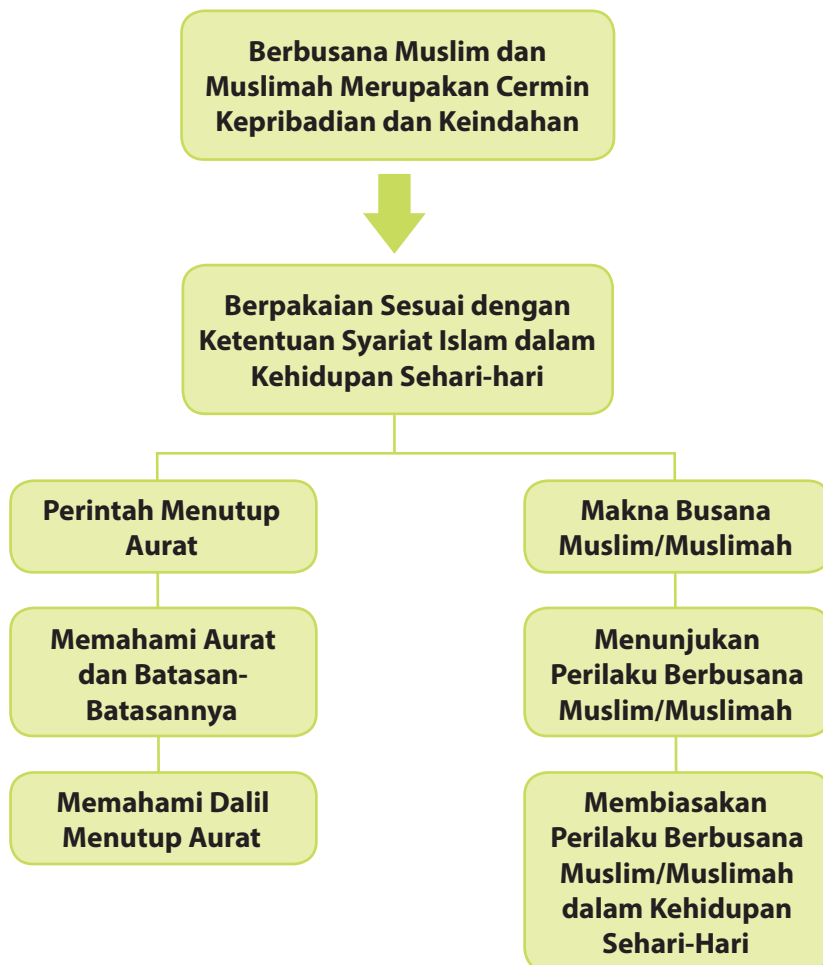 Berbusana Muslim dan
Muslimah Merupakan Cermin
Kepribadian dan Keindahan
Berpakaian Sesuai dengan
Ketentuan Syariat Islam dalam
Kehidupan Sehari-hari
Perintah Menutup
Aurat
Memahami Aurat
dan Batasan-
Batasannya
Memahami Dalil
Menutup Aurat
Makna Busana
Muslim/Muslimah
Menunjukan
Perilaku Berbusana
Muslim/Muslimah
Membiasakan
Perilaku Berbusana
Muslim/Muslimah
dalam Kehidupan
Sehari-Hari